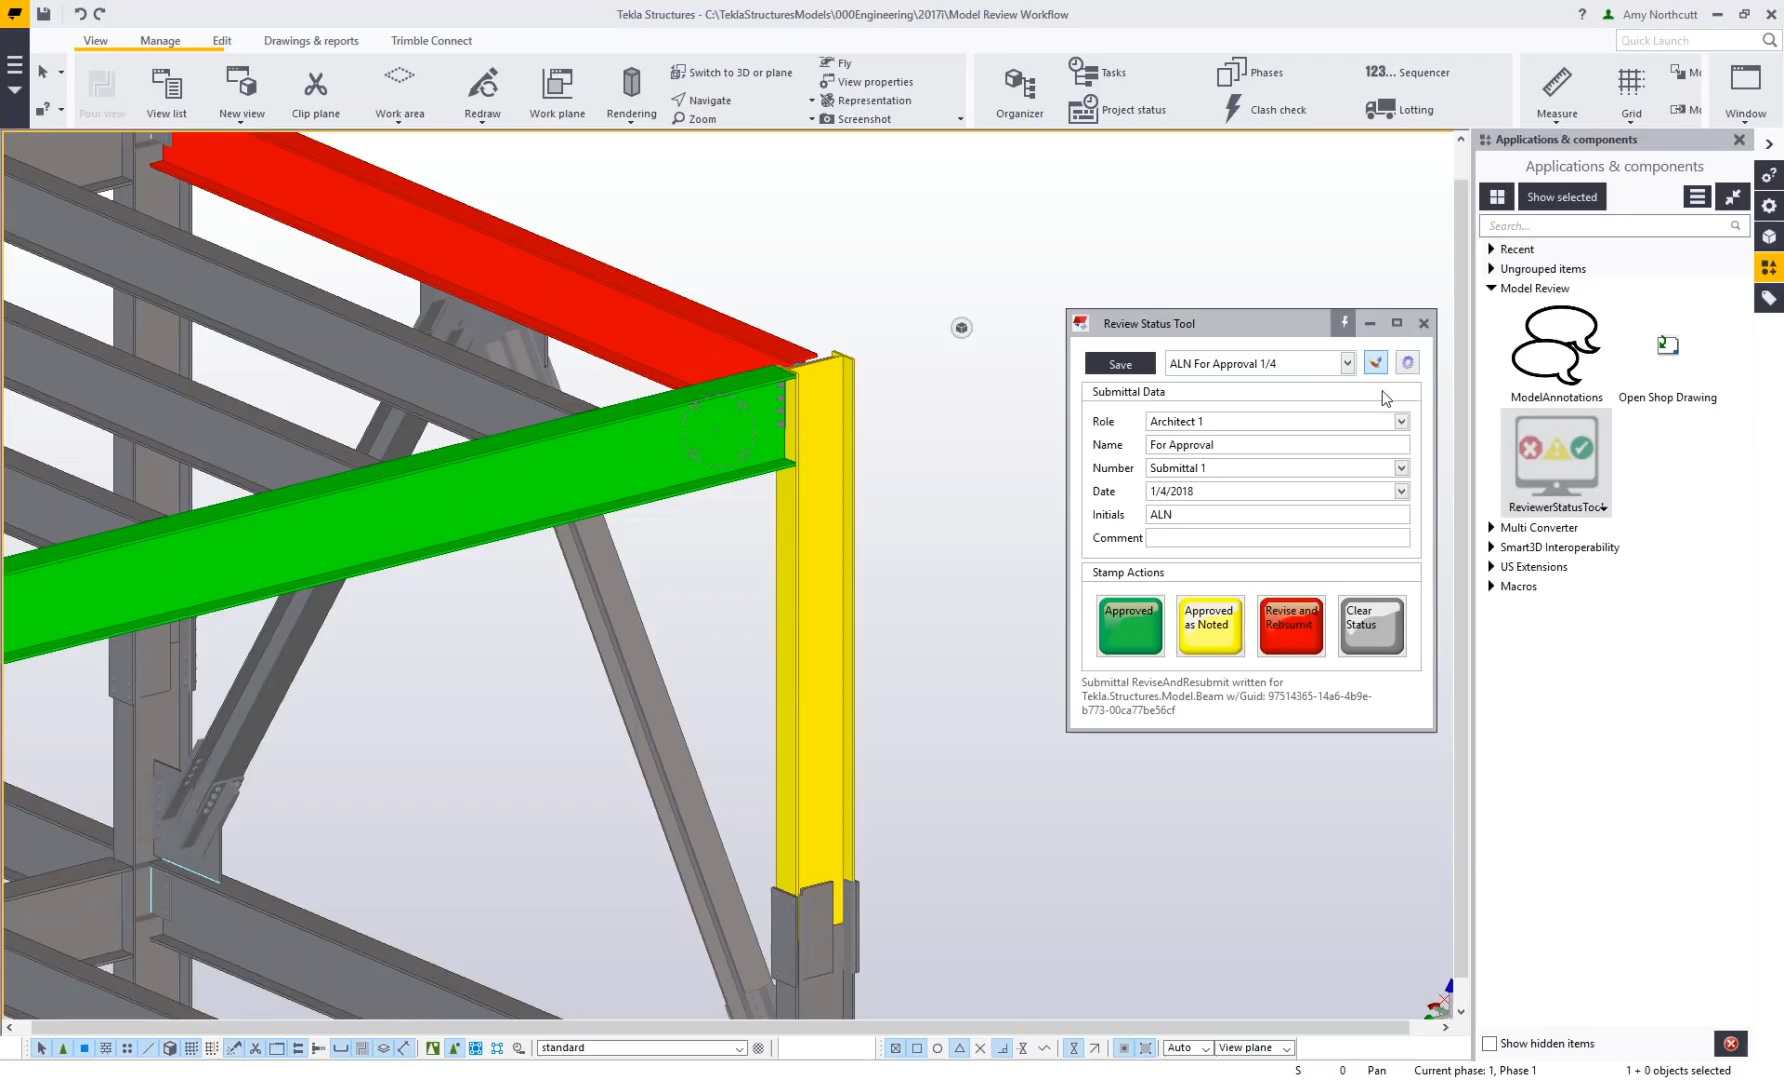 Tekla Structures - C:\TeklaStructuresModels\000Engineering\2017i\Model Review Workflow
?
Amy Northcutt
View
Manage
Edit
Drawings & reports
Trimble Connect
Quick Launch
Pour view
View list
New view
Clip plane
Work area
Redraw
Work plane
Rendering
Switch to 3D or plane
Navigate
Zoom
Fly
View properties
Representation
Screenshot
Organizer
Tasks
Project status
Phases
Clash check
123... Sequencer
Lotting
Measure
Grid
Window
Applications & components
Applications & components
Show selected
Search...
Recent
Ungrouped items
Model Review
ModelAnnotations
Open Shop Drawing
Multi Converter
Smart3D Interoperability
US Extensions
Macros
Review Status Tool
Save
ALN For Approval 1/4
Submittal Data
Role
Architect 1
Name
For Approval
Number
Submittal 1
Date
1/4/2018
Initials
ALN
Comment
Stamp Actions
Approved
Approved as Noted
Revise and Rebsumit
Clear Status
Submittal ReviseAndResubmit written for
Tekla.Structures.Model.Beam w/Guid: 97514365-14a6-4b9e-
b773-00ca77be56cf
standard
Auto
View plane
Show hidden items
S
0
Pan
Current phase: 1, Phase 1
1 + 0 objects selected